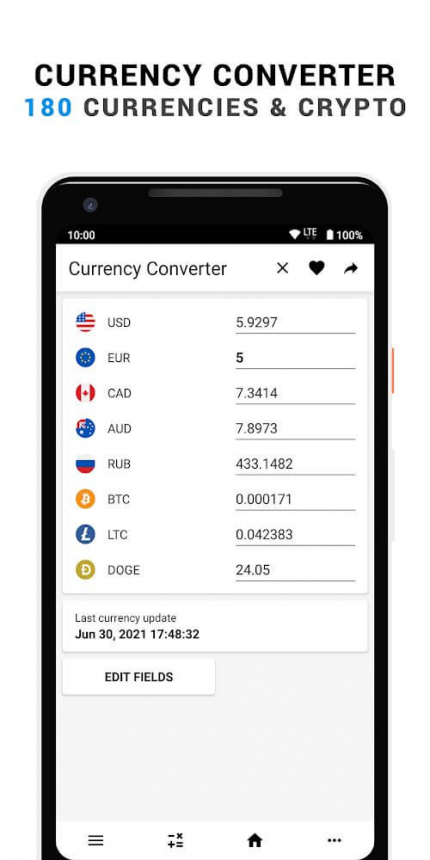 CURRENCY CONVERTER
180 CURRENCIES & CRYPTO
10:00 LTE 100%
Currency Converter
USD 5.9297
EUR 5
CAD 7.3414
AUD 7.8973
RUB 433.1482
BTC 0.000171
LTC 0.042383
DOGE 24.05
Last currency update
Jun 30, 2021 17:48:32
EDIT FIELDS